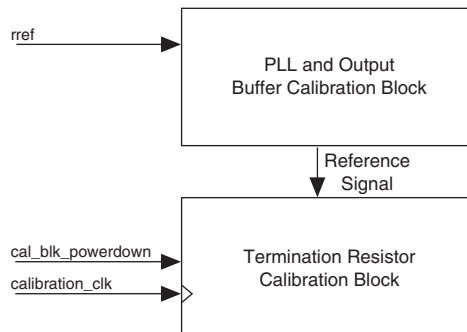 rref
PLL and Output
Buffer Calibration Block
Reference
Signal
cal_blk_powerdown
calibration_clk
Termination Resistor
Calibration Block